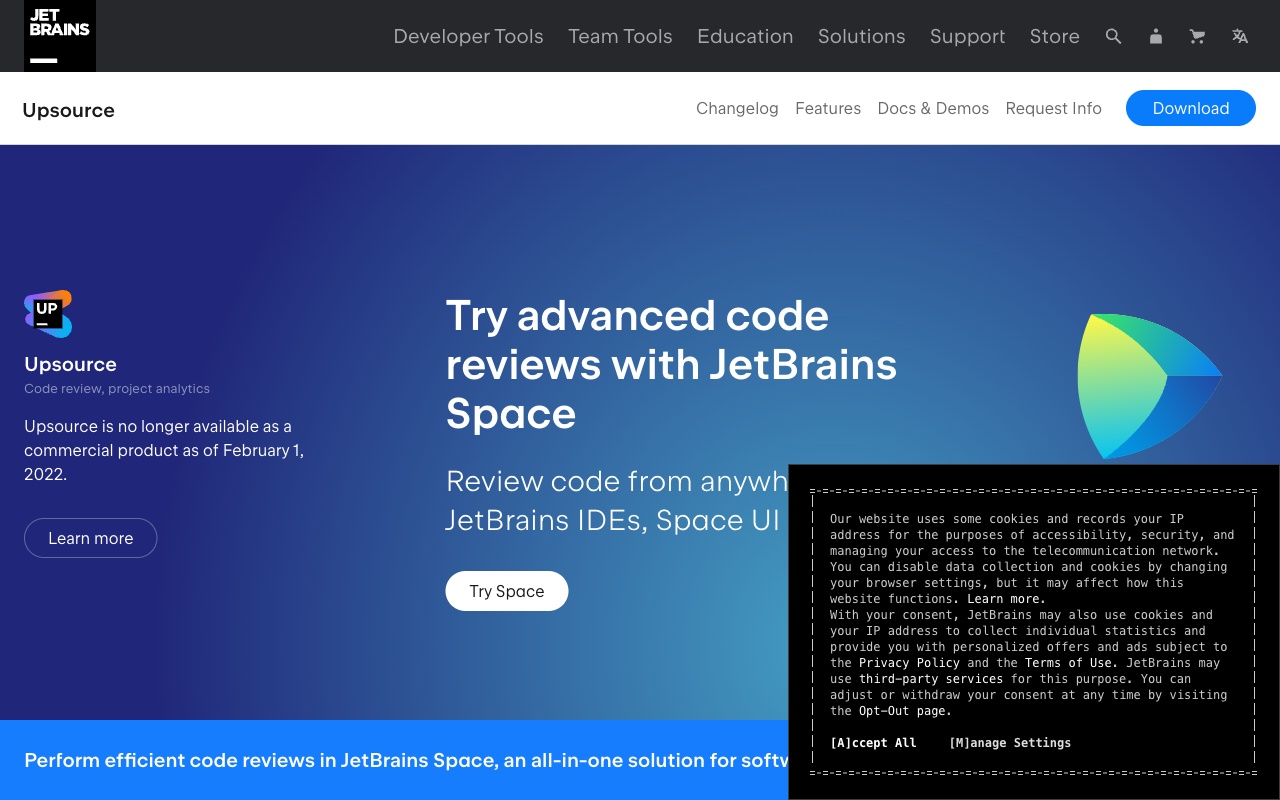 JET
BRAINS
Developer Tools
Team Tools
Education
Solutions
Support
Store
Upsource
Changelog
Features
Docs & Demos
Request Info
Download
UP
Upsource
Code review, project analytics
Upsource is no longer available as a
commercial product as of February 1,
2022.
Learn more
Try advanced code
reviews with JetBrains
Space
Review code from anywh
JetBrains IDEs, Space UI
Try Space
Perform efficient code reviews in JetBrains Space, an all-in-one solution for softw
Our website uses some cookies and records your IP
address for the purposes of accessibility, security, and
managing your access to the telecommunication network.
You can disable data collection and cookies by changing
your browser settings, but it may affect how this
website functions. Learn more.
With your consent, JetBrains may also use cookies and
your IP address to collect individual statistics and
provide you with personalized offers and ads subject to
the Privacy Policy and the Terms of Use. JetBrains may
use third-party services for this purpose. You can
adjust or withdraw your consent at any time by visiting
the Opt-Out page.
[A]ccept All
[M]anage Settings